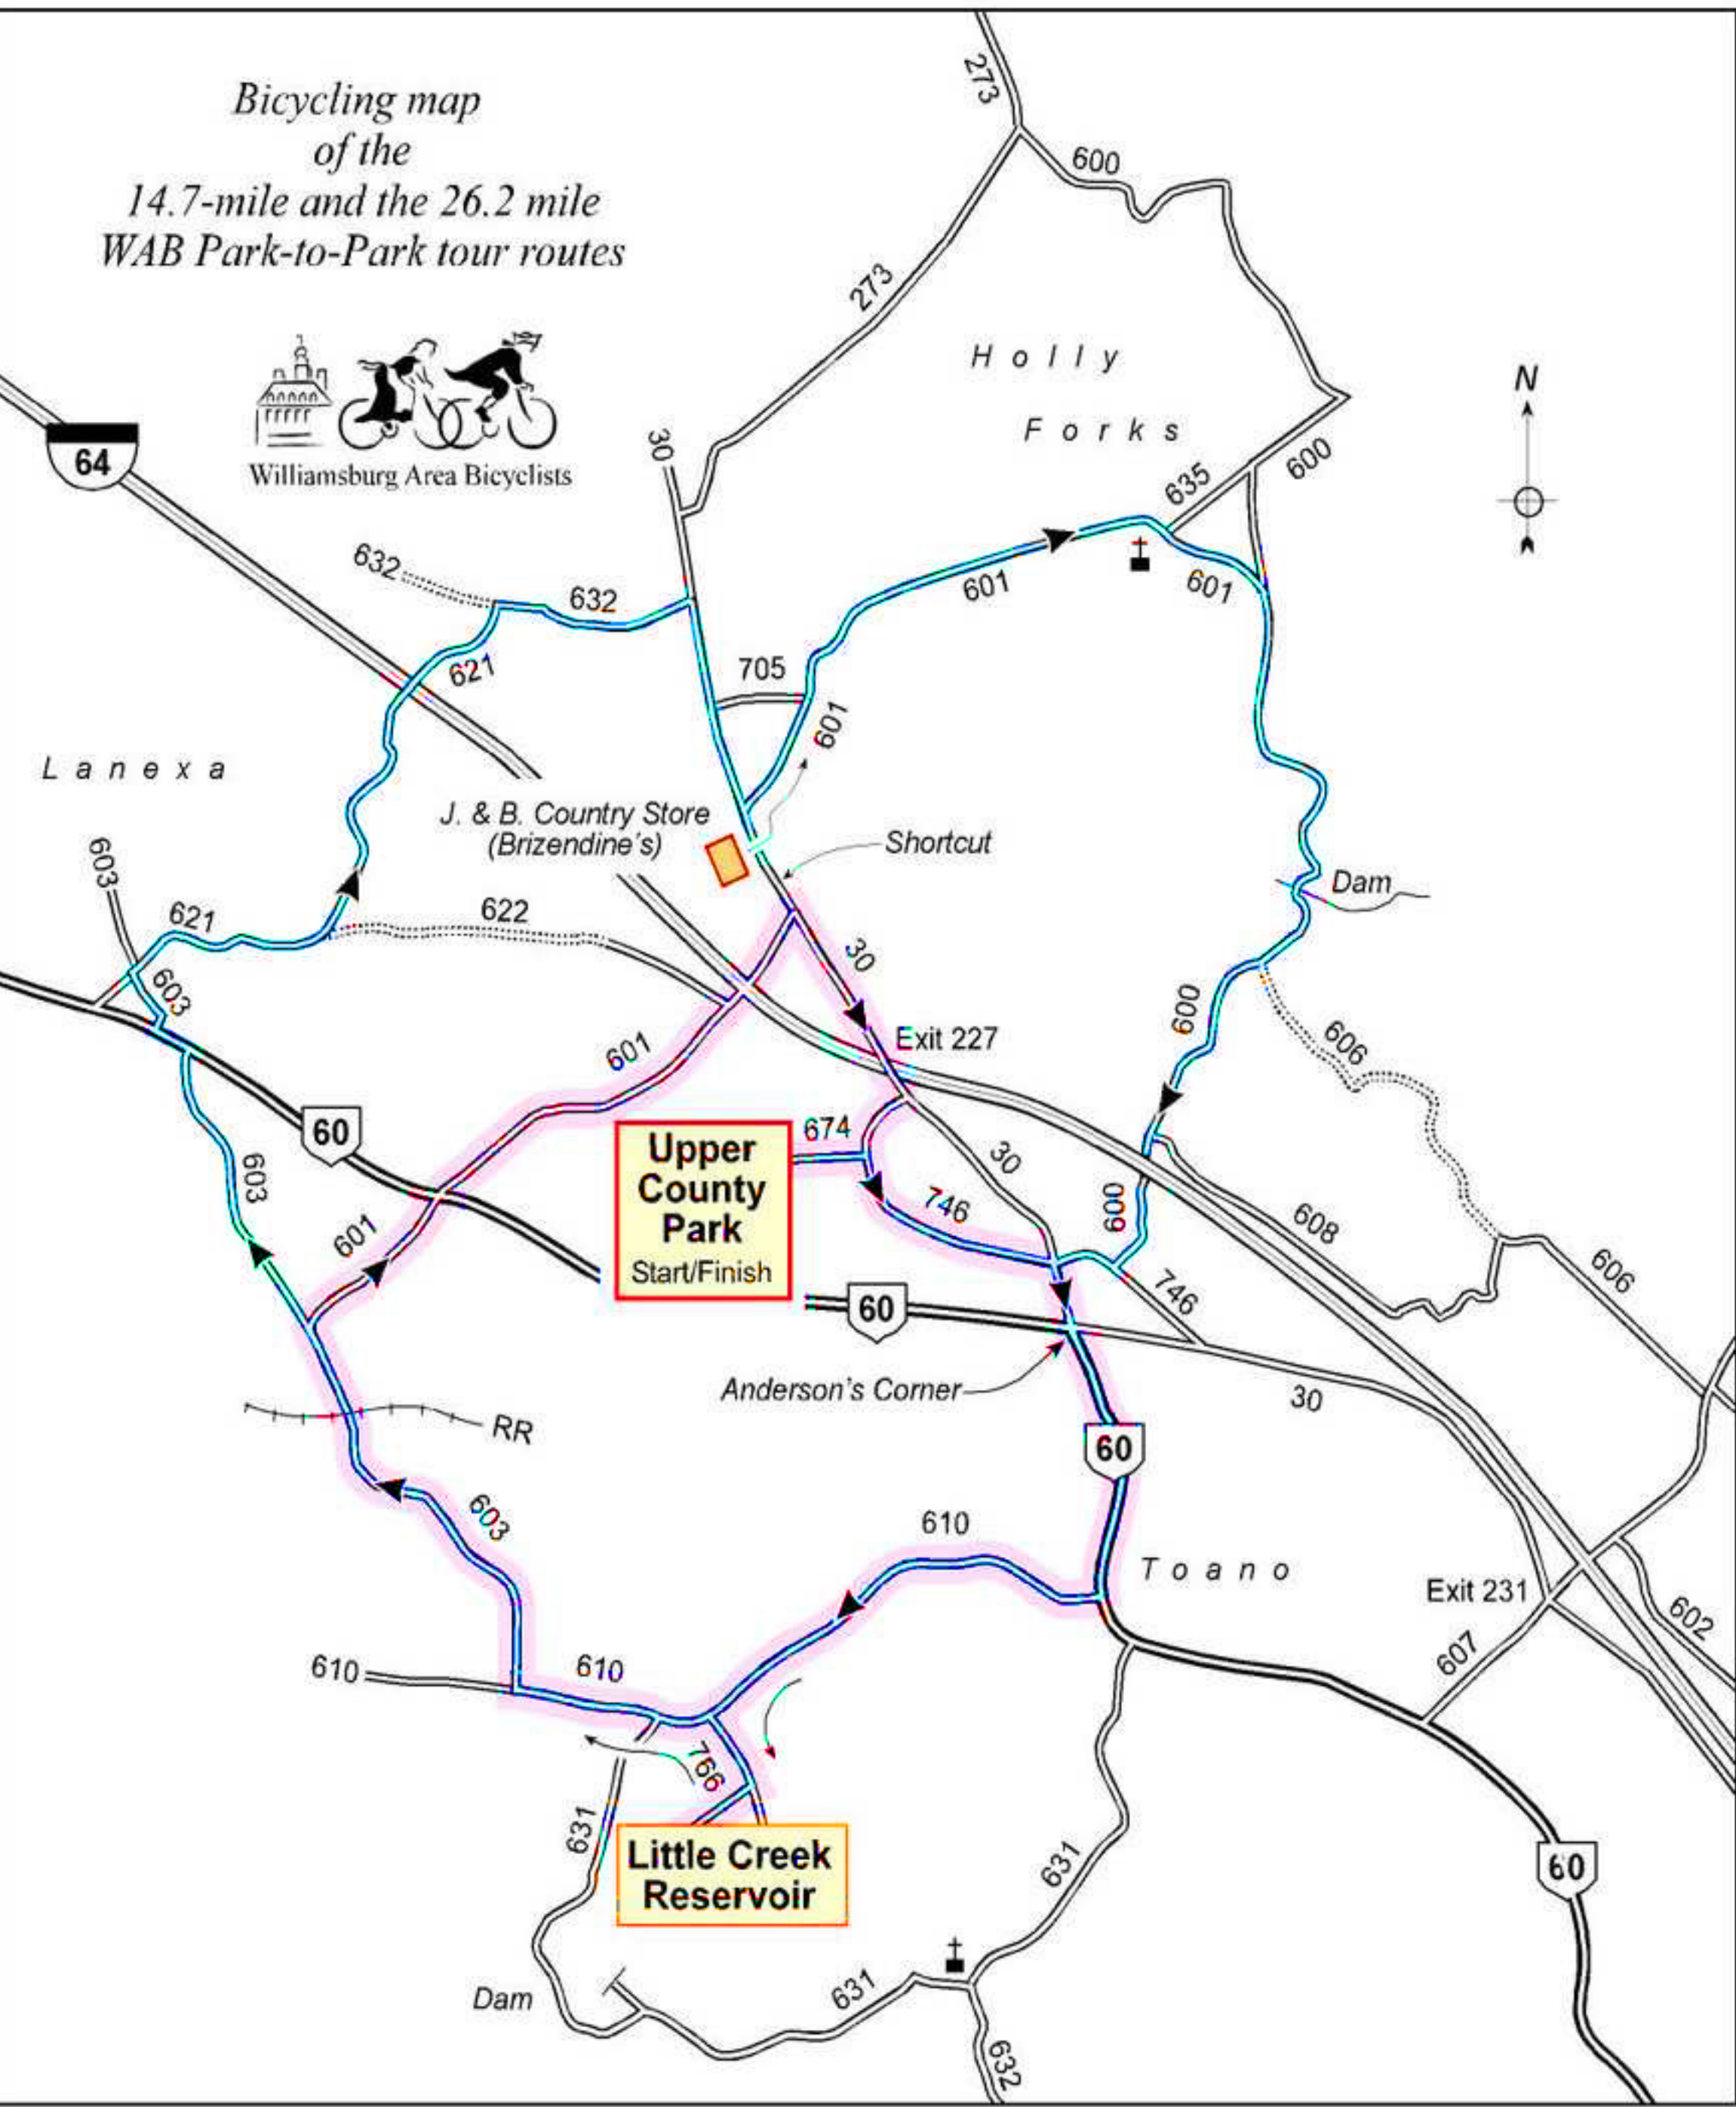 Bicycling map
of the
14.7-mile and the 26.2 mile
WAB Park-to-Park tour routes
Williamsburg Area Bicyclists
273
600
273
Holly
Forks
N
64
30
635
600
632
632
601
601
621
705
601
Lanexa
J. & B. Country Store
(Brizendine's)
Shortcut
Dam
603
621
622
603
30
600
606
Exit 227
601
60
674
Upper
County
Park
Start/Finish
30
603
746
600
608
601
606
746
60
Anderson's Corner
30
RR
60
603
610
Toano
Exit 231
602
607
610
610
766
631
Little Creek
Reservoir
631
60
Dam
631
632